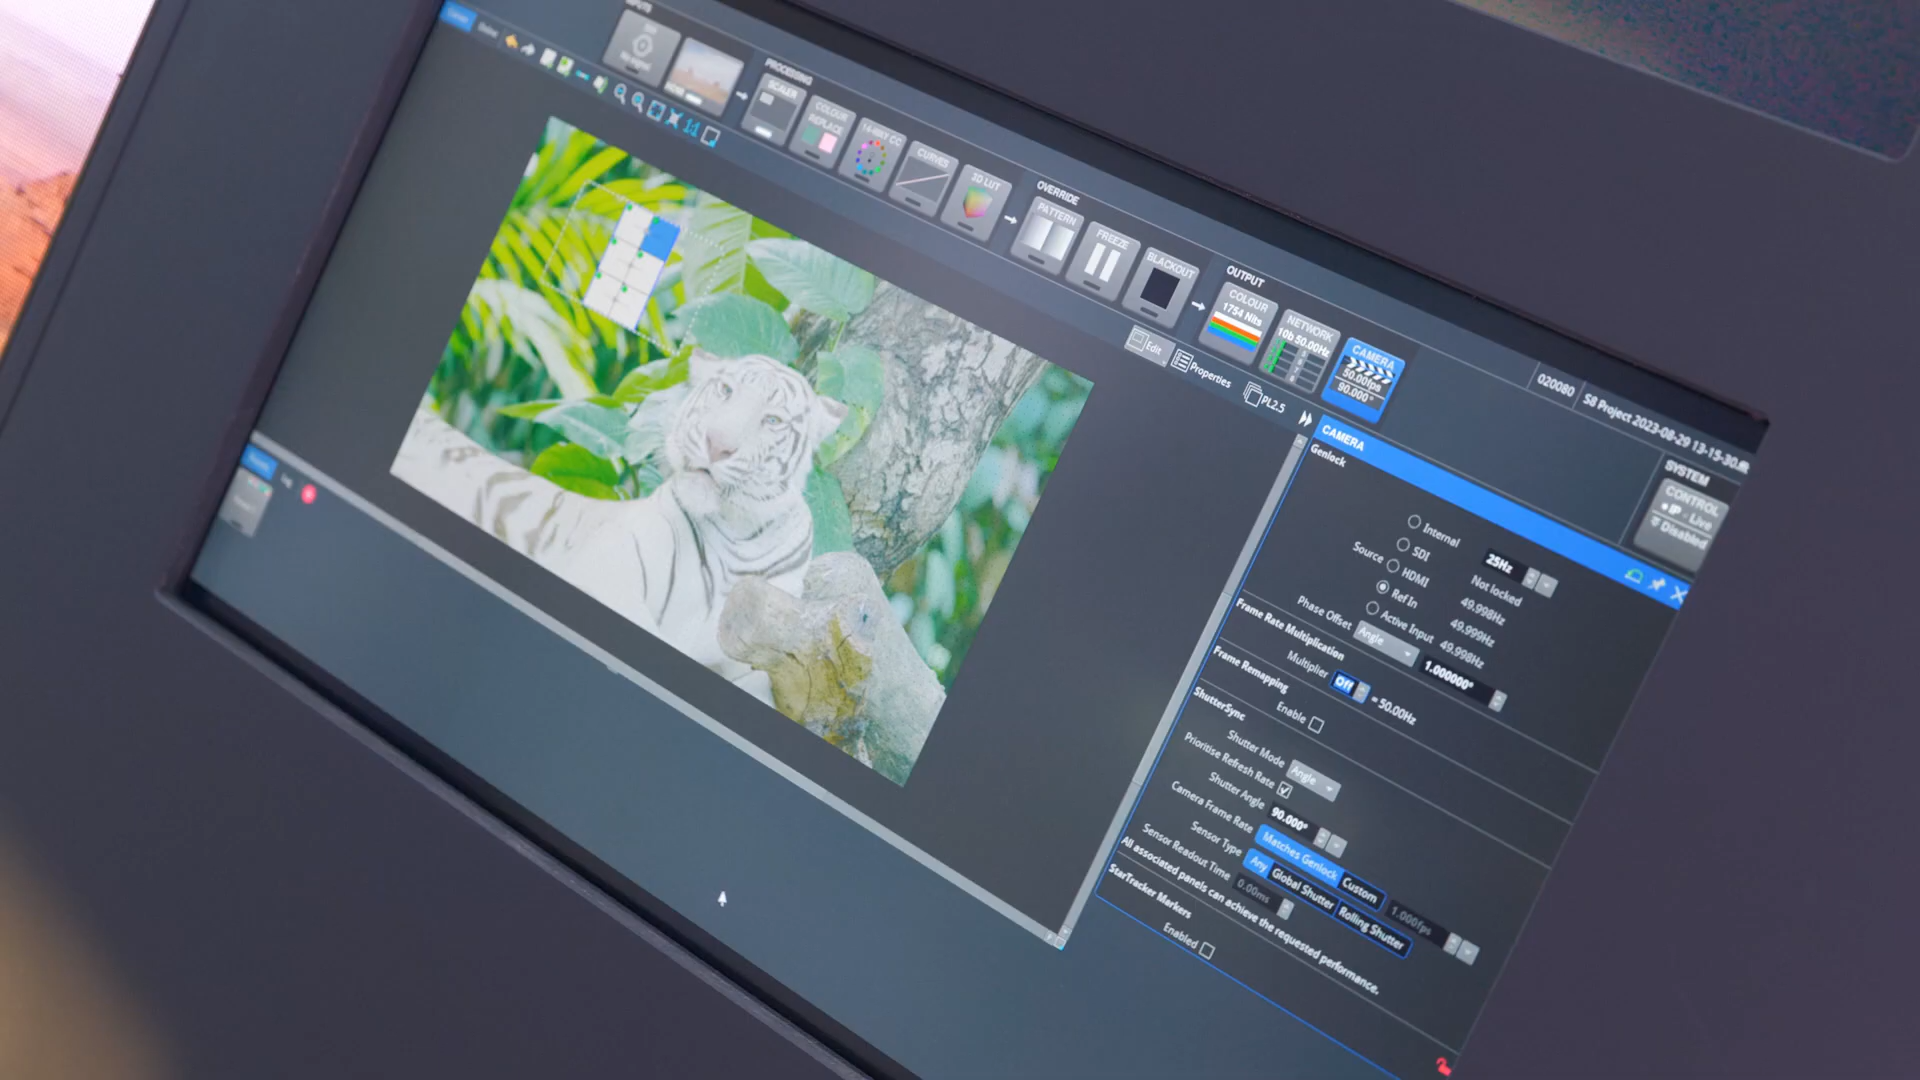 INPUTS
PROCESSING
SCALER
COLOUR REPLACE
14-WAY CC
CURVES
3D LUT
OVERRIDE
PATTERN
FREEZE
BLACKOUT
OUTPUT
COLOUR
1754 Nits
NETWORK
10b 50.00Hz
CAMERA
50.00fps
90.000°
1:1
Edit
Properties
PL2.5
020080
S8 Project 2023-08-29 13-15-30
SYSTEM
CONTROL
IP - Live
Disabled
CAMERA
Genlock
Source
Internal 25Hz
SDI Not locked
HDMI 49.998Hz
Ref In 49.999Hz
Active Input 49.998Hz
Phase Offset Angle 1.000000°
Frame Rate Multiplication
Multiplier Off = 50.00Hz
Frame Remapping
Enable
ShutterSync
Shutter Mode Angle
Prioritise Refresh Rate
Shutter Angle 90.000°
Camera Frame Rate Matches Genlock Custom 1.000fps
Sensor Type Any Global Shutter Rolling Shutter
Sensor Readout Time 0.00ms
All associated panels can achieve the requested performance.
StarTracker Markers
Enabled